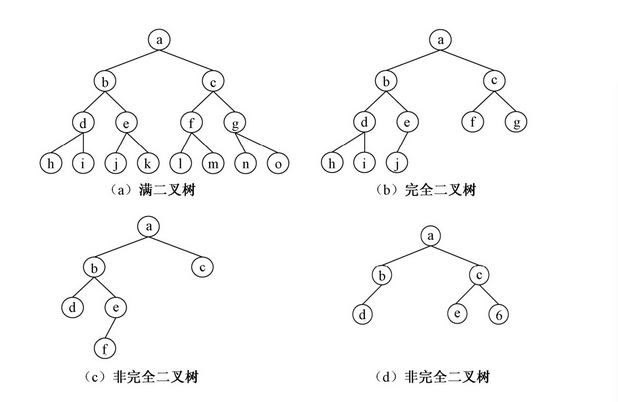 a a
b c b c
d e f g d e f g
h i j k l m n o h i j
（a）满二叉树 （b）完全二叉树
a a
b c b c
d e d e 6
f
（c）非完全二叉树 （d）非完全二叉树